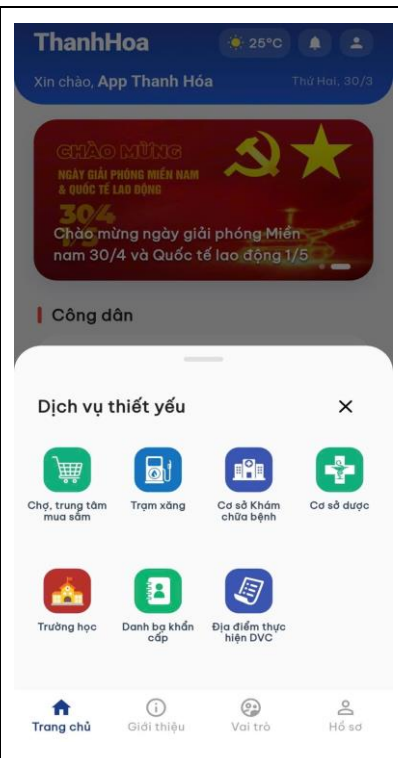 ThanhHoa
25°C
Xin chào, App Thanh Hóa
Thứ Hai, 30/3
CHÀO MỪNG
NGÀY GIẢI PHÓNG MIỀN NAM
& QUỐC TẾ LAO ĐỘNG
30/4
1/5
Chào mừng ngày giải phóng Miền
nam 30/4 và Quốc tế lao động 1/5
Công dân
Dịch vụ thiết yếu
Chợ, trung tâm
mua sắm
Trạm xăng
Cơ sở Khám
chữa bệnh
Cơ sở dược
Trường học
Danh bạ khẩn
cấp
Địa điểm thực
hiện DVC
Trang chủ
Giới thiệu
Vai trò
Hồ sơ